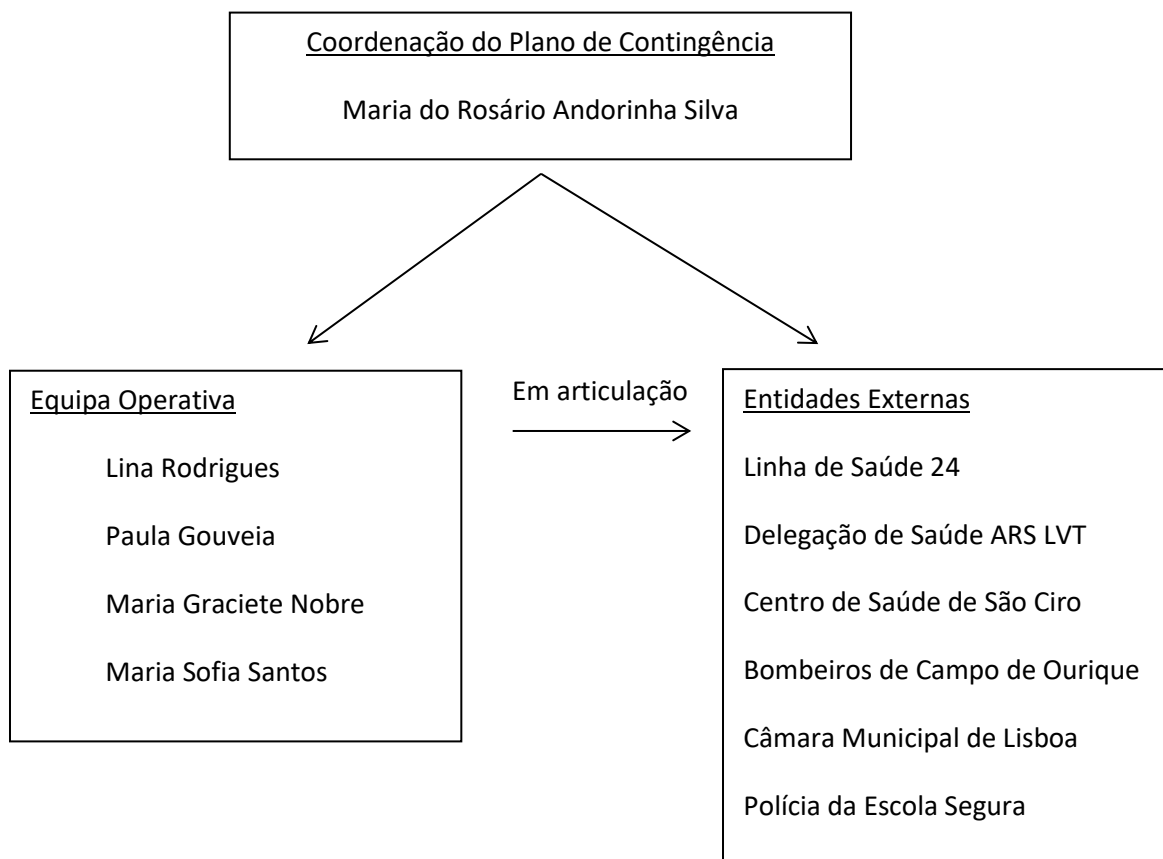 Coordenação do Plano de Contingência
Maria do Rosário Andorinha Silva
Equipa Operativa
Lina Rodrigues
Paula Gouveia
Maria Graciete Nobre
Maria Sofia Santos
Em articulação
Entidades Externas
Linha de Saúde 24
Delegação de Saúde ARS LVT
Centro de Saúde de São Ciro
Bombeiros de Campo de Ourique
Câmara Municipal de Lisboa
Polícia da Escola Segura